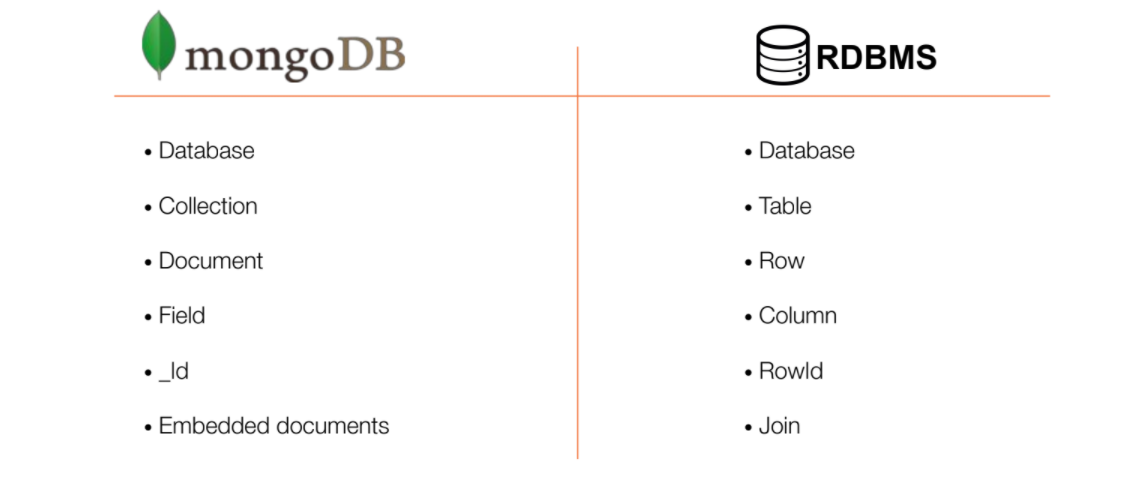 mongoDB
RDBMS
• Database
• Database
• Collection
• Table
• Document
• Row
• Field
• Column
• _Id
• RowId
• Embedded documents
• Join